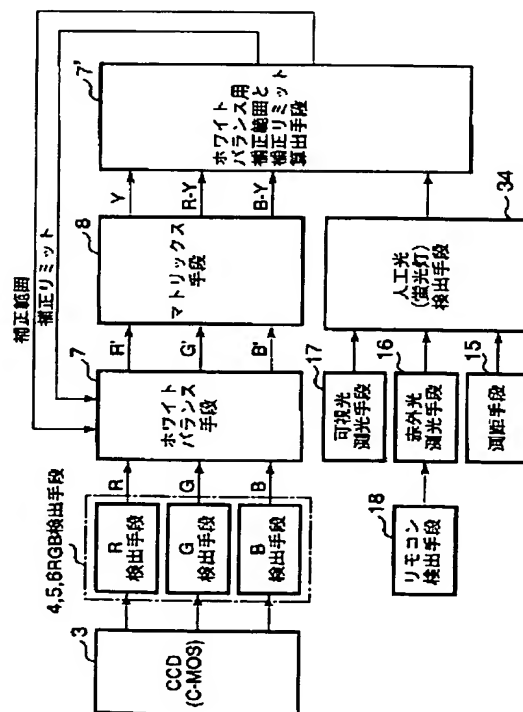 補正範囲
補正リミット
3
CCD
(C-MOS)
4,5,6RGB検出手段
R
検出手段
G
検出手段
B
検出手段
R
G
B
7
ホワイト
バランス
手段
R'
G'
B'
8
マトリックス
手段
Y
R-Y
B-Y
7'
ホワイト
バランス用
補正範囲と
補正リミット
算出手段
17
可視光
測光手段
16
赤外光
測光手段
15
測距手段
18
リモコン
検出手段
34
人工光
(蛍光灯)
検出手段